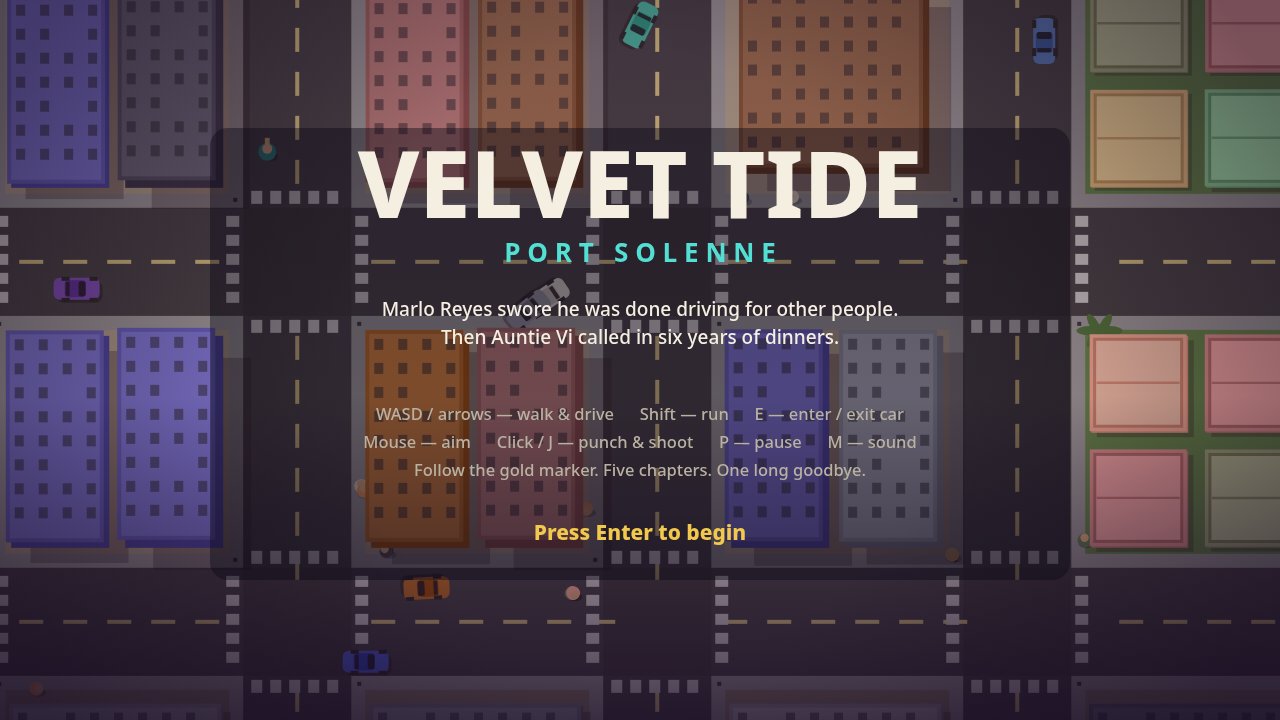 VELVET TIDE
PORT SOLENNE
Marlo Reyes swore he was done driving for other people.
Then Auntie Vi called in six years of dinners.
WASD / arrows — walk & drive Shift — run E — enter / exit car
Mouse — aim Click / J — punch & shoot P — pause M — sound
Follow the gold marker. Five chapters. One long goodbye.
Press Enter to begin